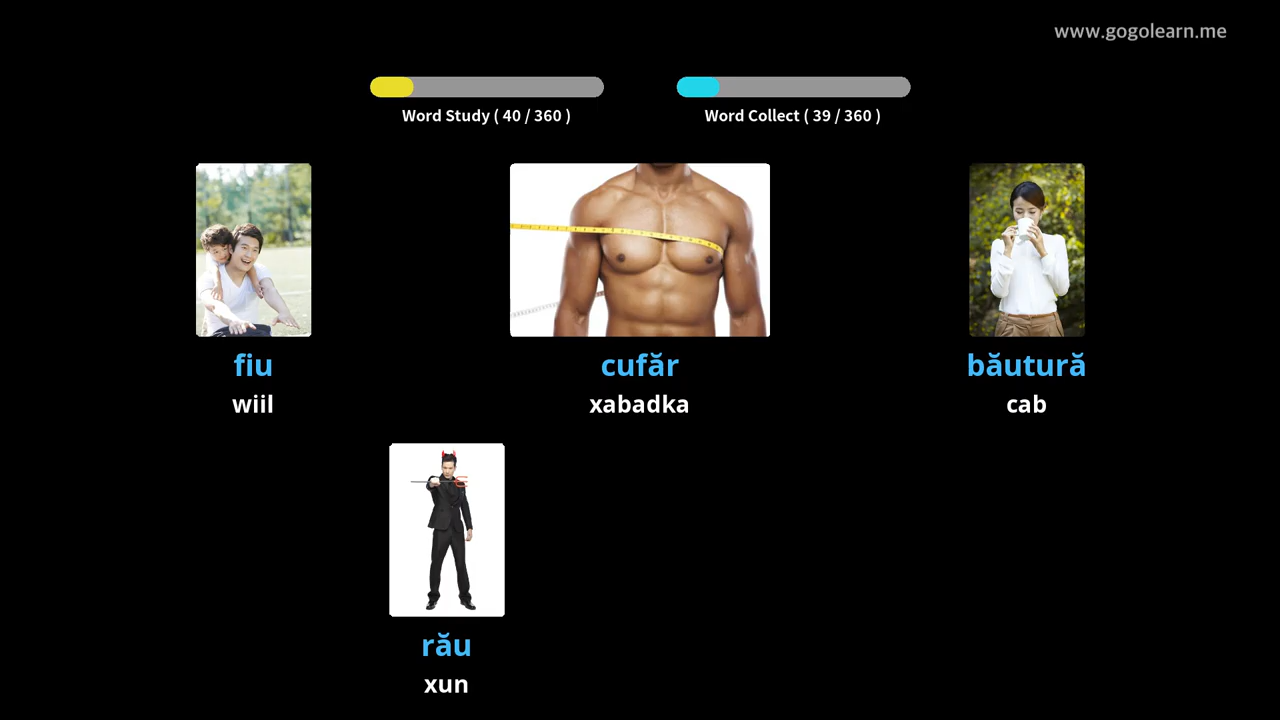 www.gogolearn.me
Word Study ( 40 / 360 )
Word Collect ( 39 / 360 )
fiu
wiil
cufăr
xabadka
băutură
cab
rău
xun